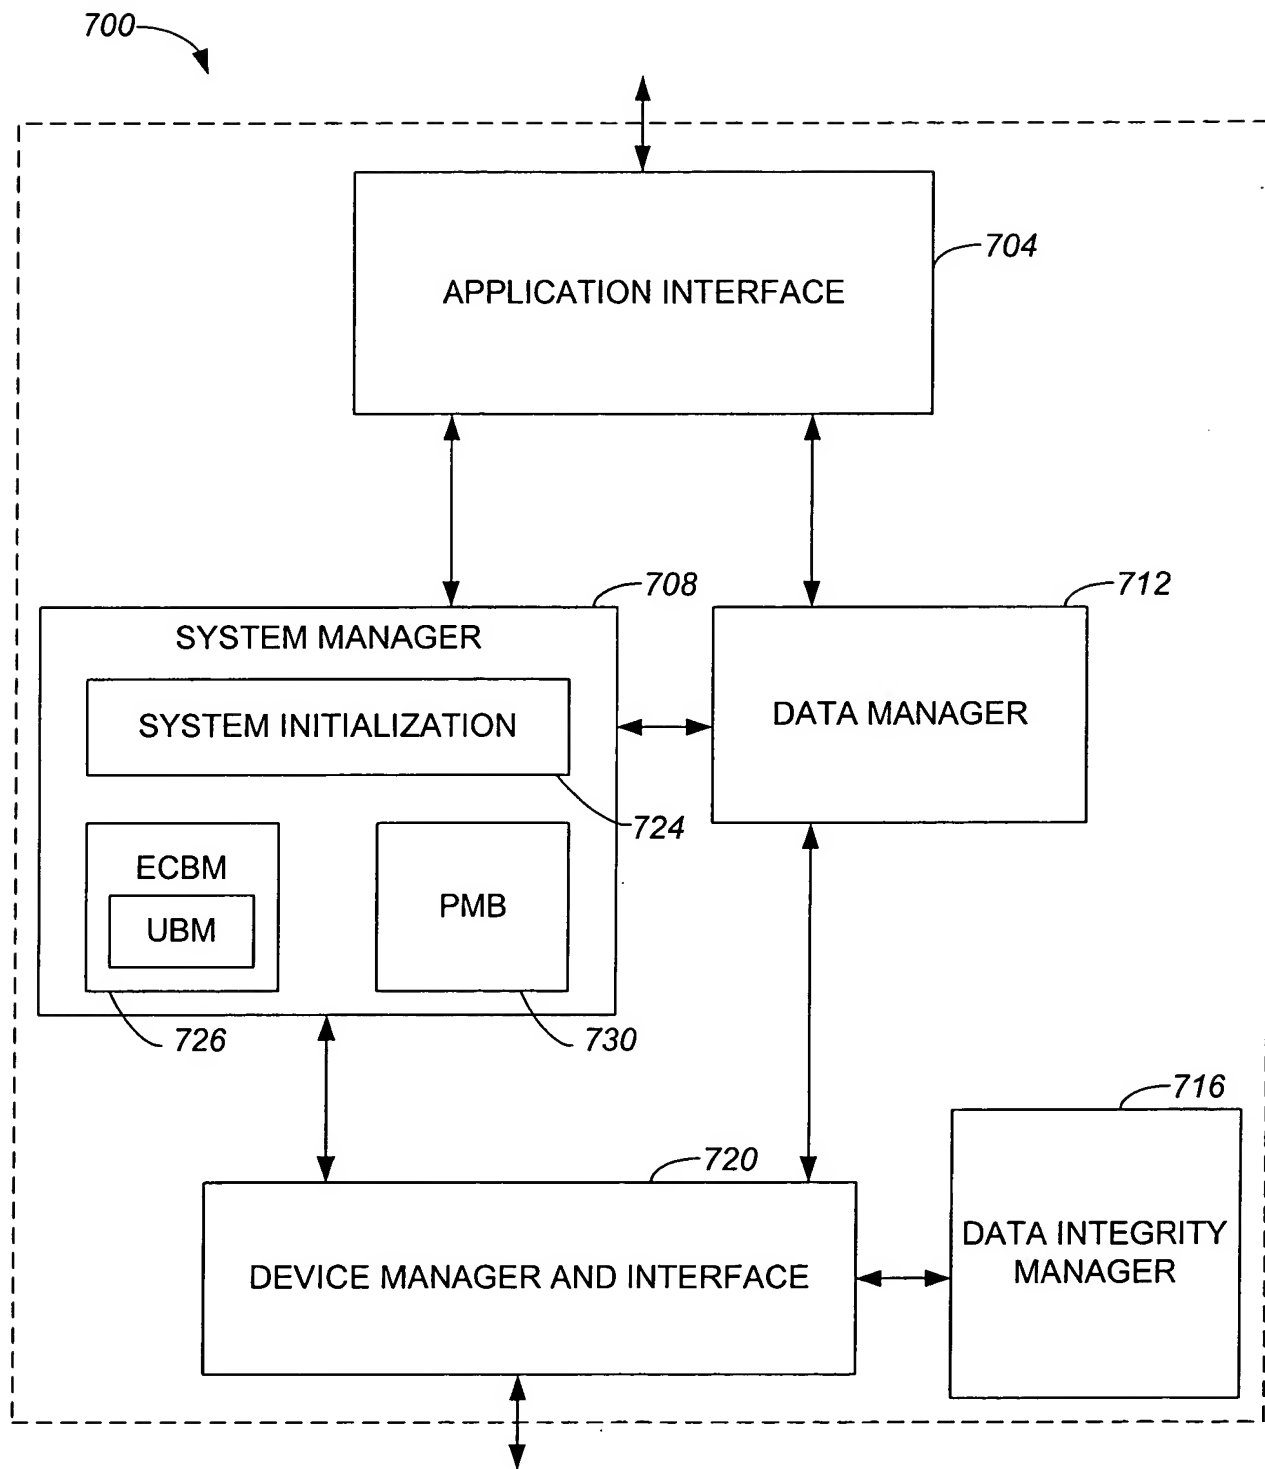 700
704
APPLICATION INTERFACE
708
712
SYSTEM MANAGER
SYSTEM INITIALIZATION
DATA MANAGER
724
ECBM
UBM
PMB
726
730
716
720
DATA INTEGRITY
MANAGER
DEVICE MANAGER AND INTERFACE